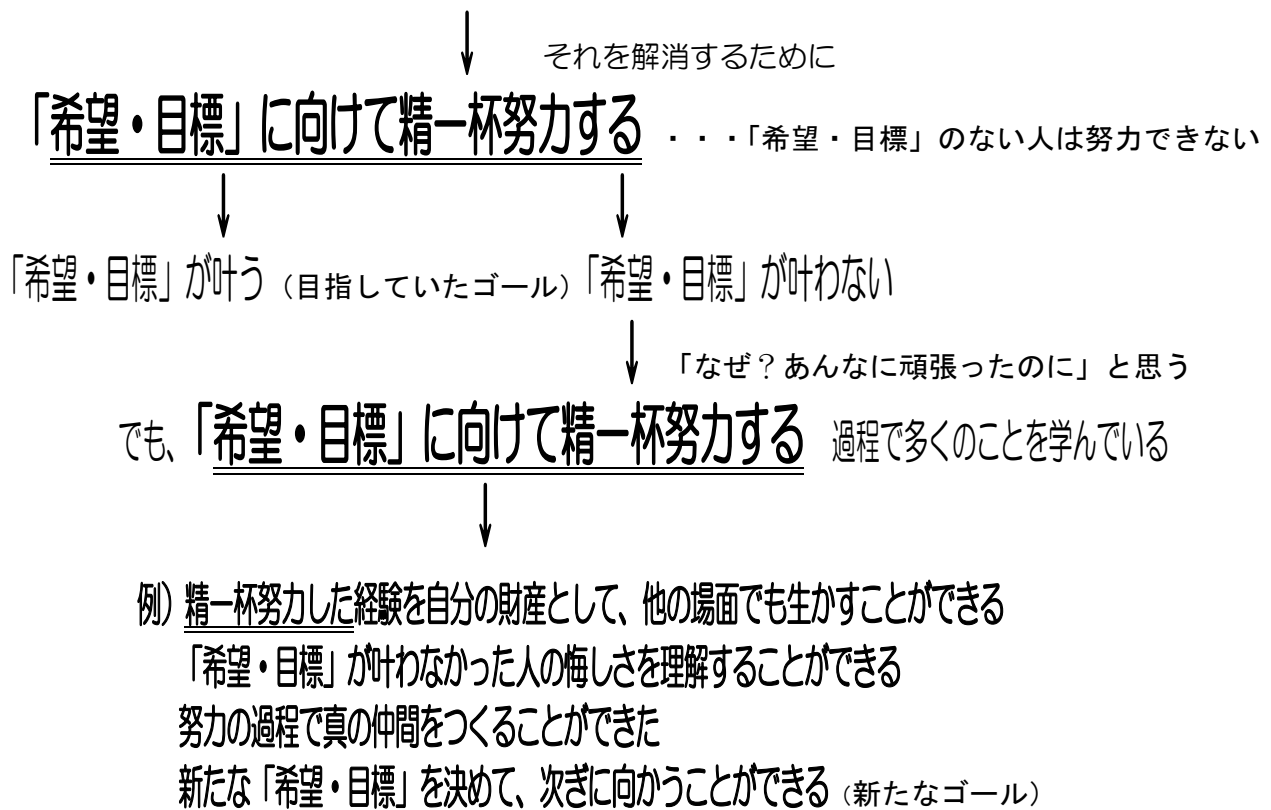 それを解消するために
「希望・目標」に向けて精一杯努力する ・・・「希望・目標」のない人は努力できない
「希望・目標」が叶う（目指していたゴール）「希望・目標」が叶わない
「なぜ？あんなに頑張ったのに」と思う
でも、「希望・目標」に向けて精一杯努力する 過程で多くのことを学んでいる
例）精一杯努力した経験を自分の財産として、他の場面でも生かすことができる
「希望・目標」が叶わなかった人の悔しさを理解することができる
努力の過程で真の仲間をつくることができた
新たな「希望・目標」を決めて、次ぎに向かうことができる（新たなゴール）